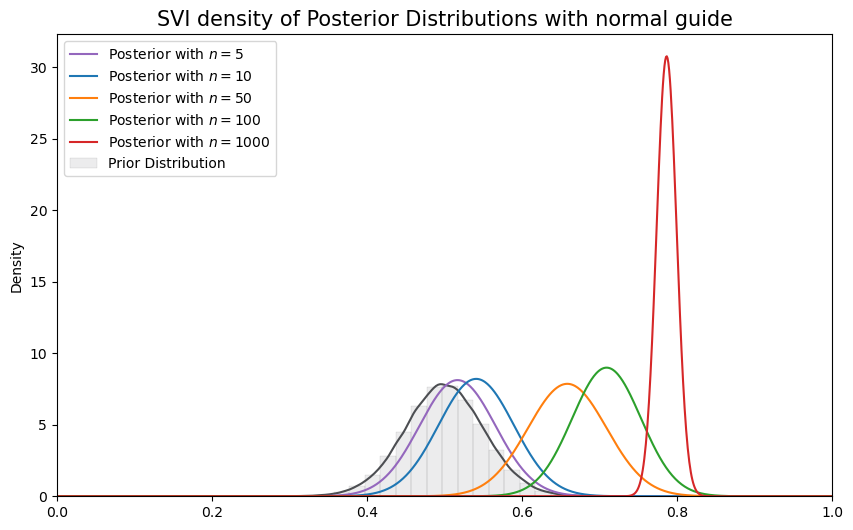 SVI density of Posterior Distributions with normal guide
Posterior with n = 5
Posterior with n = 10
Posterior with n = 50
Posterior with n = 100
Posterior with n = 1000
Prior Distribution
Density
30
25
20
15
10
5
0
0.0 0.2 0.4 0.6 0.8 1.0